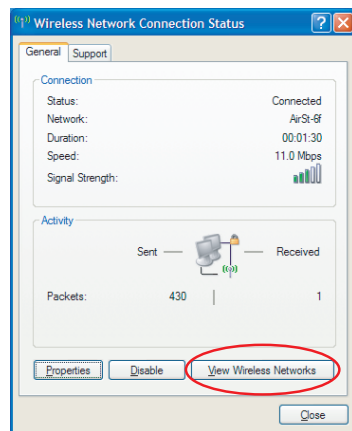 Wireless Network Connection Status
General Support
Connection
Status: Connected
Network: AirSt-6f
Duration: 00:01:30
Speed: 11.0 Mbps
Signal Strength:
Activity
Sent Received
Packets: 430 1
Properties Disable View Wireless Networks
Close